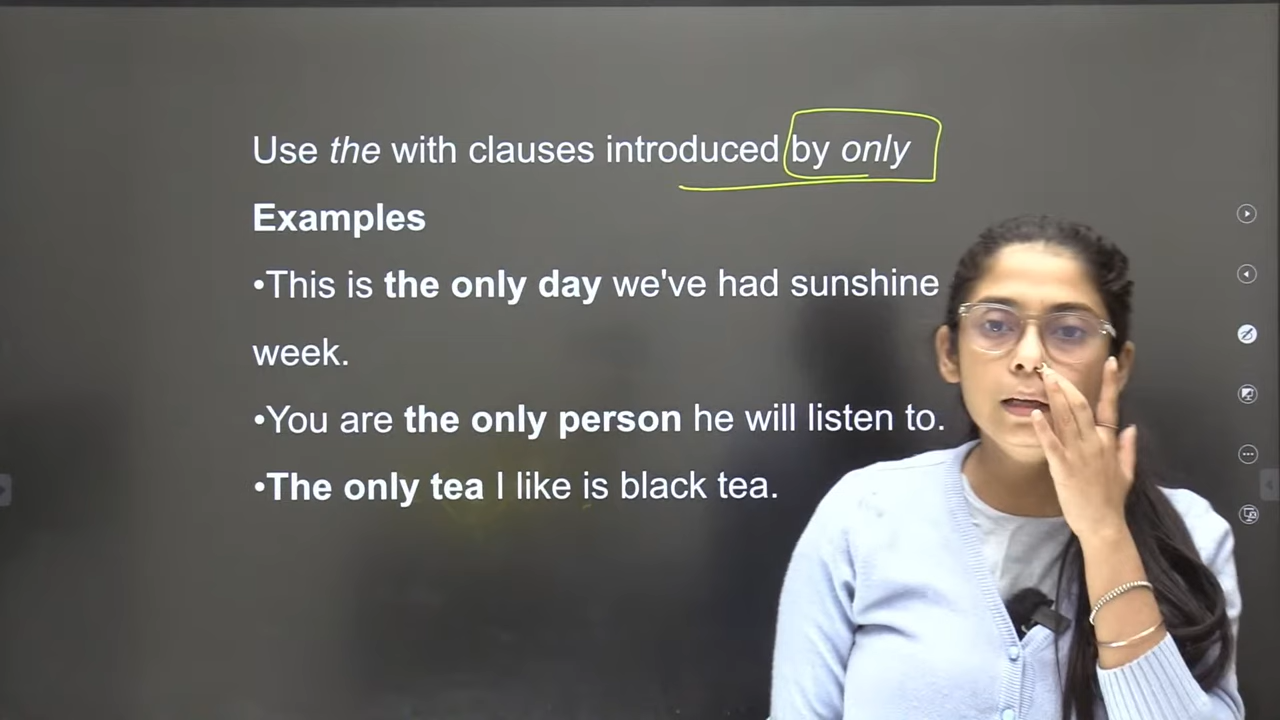 Use the with clauses introduced by only
Examples
•This is the only day we've had sunshine
week.
•You are the only person he will listen to.
•The only tea I like is black tea.